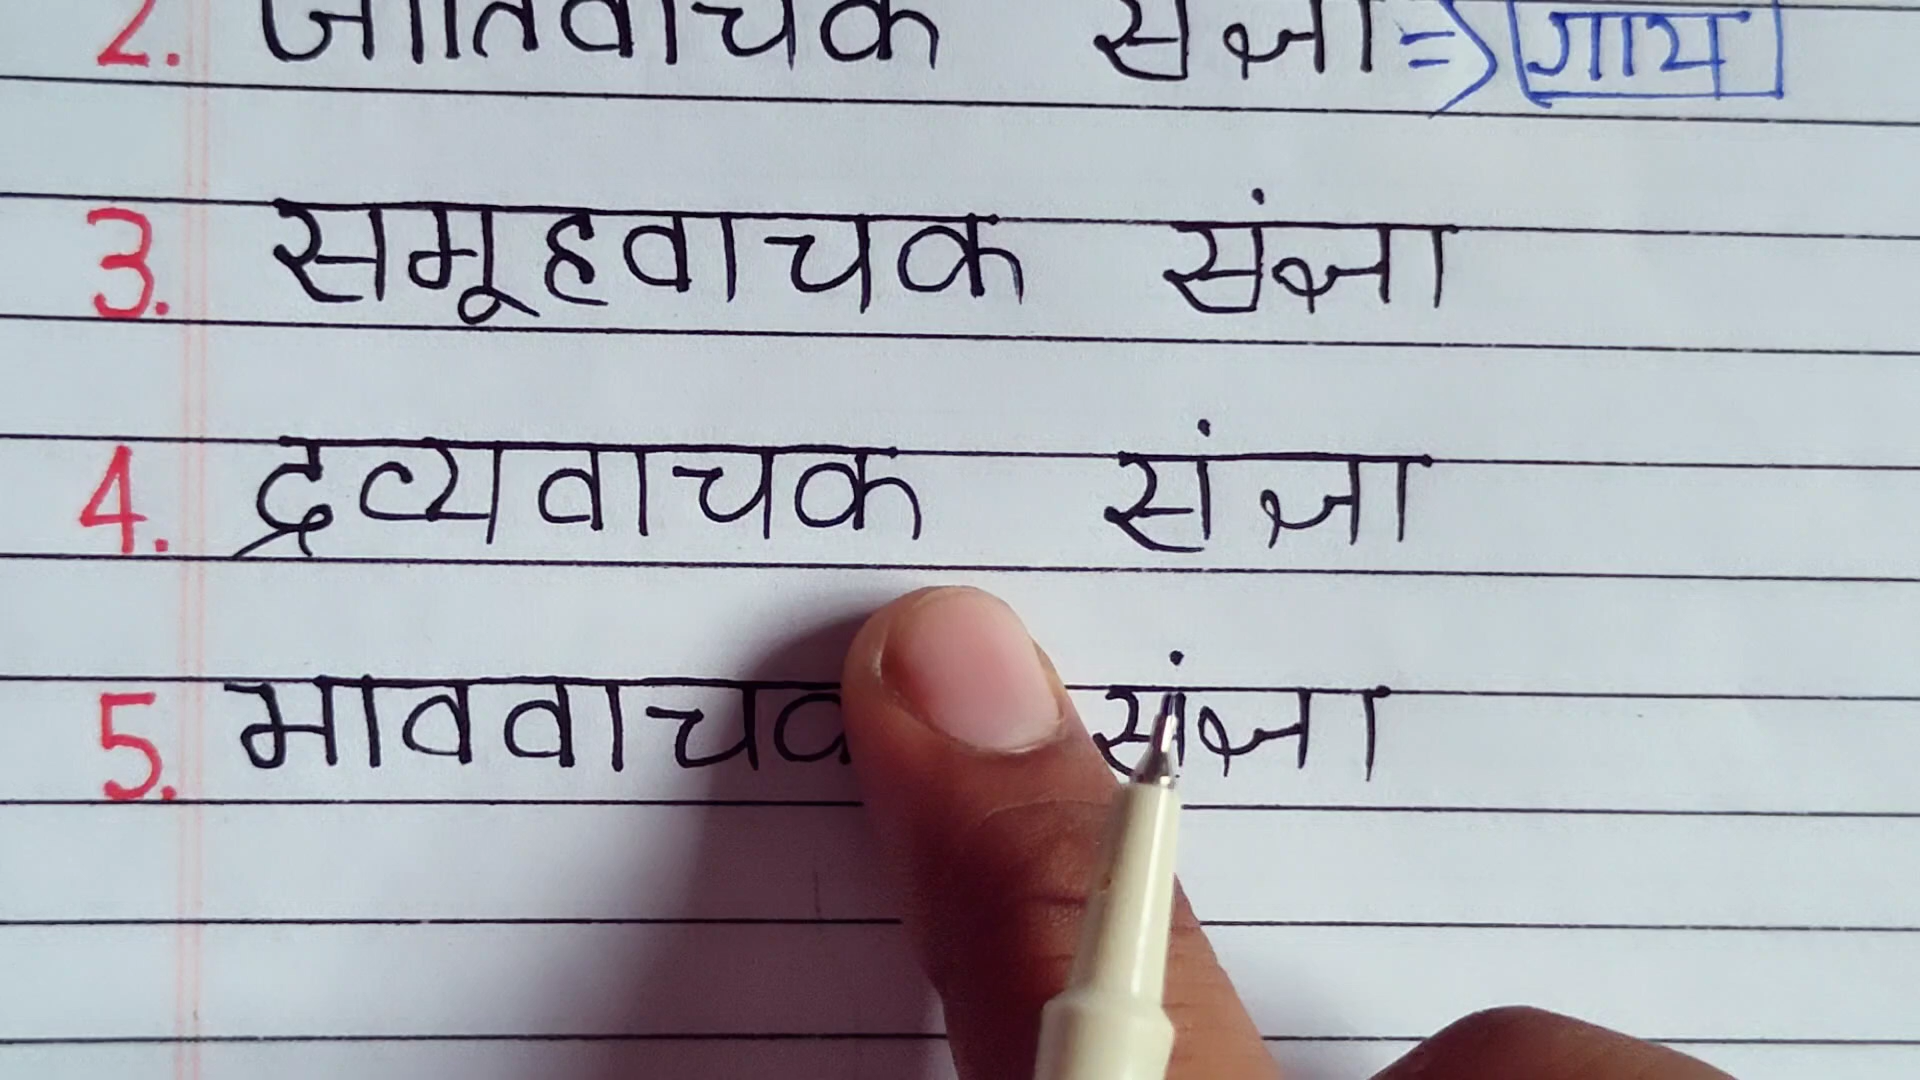 2. जातिवाचक संज्ञा => गाय
3. समूहवाचक संज्ञा
4. द्रव्यवाचक संज्ञा
5. भाववाचक संज्ञा